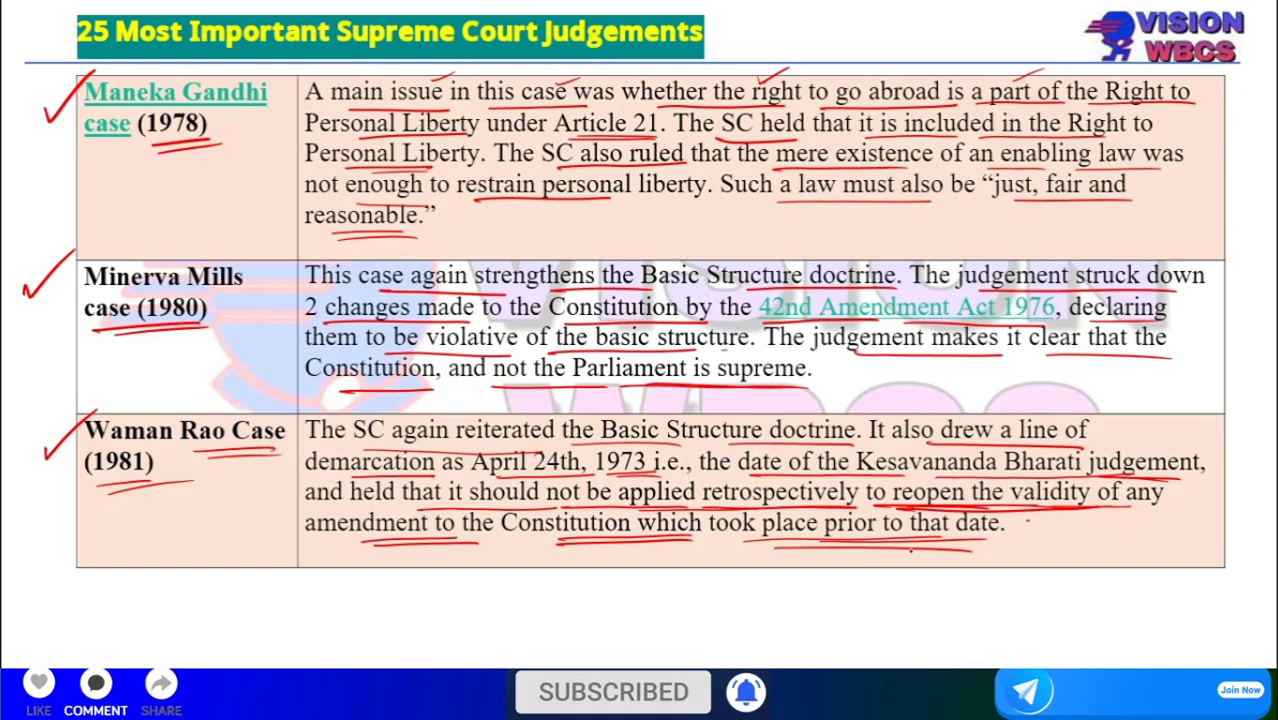 25 Most Important Supreme Court Judgements
VISION
WBCS
Maneka Gandhi
case (1978)
A main issue in this case was whether the right to go abroad is a part of the Right to
Personal Liberty under Article 21. The SC held that it is included in the Right to
Personal Liberty. The SC also ruled that the mere existence of an enabling law was
not enough to restrain personal liberty. Such a law must also be “just, fair and
reasonable.”
Minerva Mills
case (1980)
This case again strengthens the Basic Structure doctrine. The judgement struck down
2 changes made to the Constitution by the 42nd Amendment Act 1976, declaring
them to be violative of the basic structure. The judgement makes it clear that the
Constitution, and not the Parliament is supreme.
Waman Rao Case
(1981)
The SC again reiterated the Basic Structure doctrine. It also drew a line of
demarcation as April 24th, 1973 i.e., the date of the Kesavananda Bharati judgement,
and held that it should not be applied retrospectively to reopen the validity of any
amendment to the Constitution which took place prior to that date.
VISION
WBCS
LIKE
COMMENT
SHARE
SUBSCRIBED
Join Now